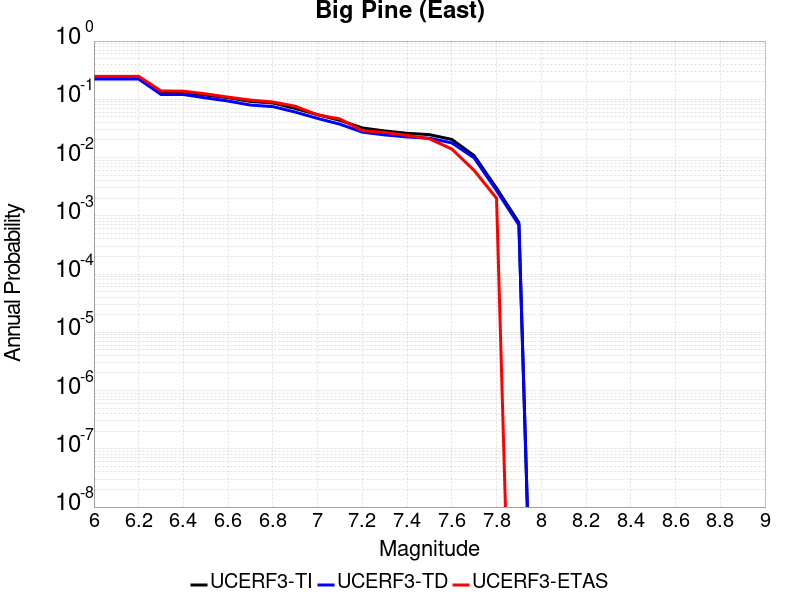 Big Pine (East)
Annual Probability
10^0
10^-1
10^-2
10^-3
10^-4
10^-5
10^-6
10^-7
10^-8
6 6.2 6.4 6.6 6.8 7 7.2 7.4 7.6 7.8 8 8.2 8.4 8.6 8.8 9
Magnitude
UCERF3-TI UCERF3-TD UCERF3-ETAS